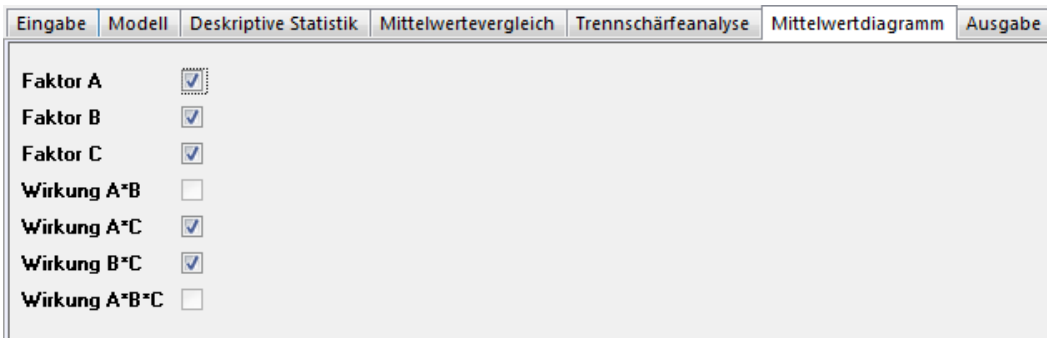 Eingabe Modell Deskriptive Statistik Mittelwertevergleich Trennschärfeanalyse Mittelwertdiagramm Ausgabe
Faktor A
Faktor B
Faktor C
Wirkung A*B
Wirkung A*C
Wirkung B*C
Wirkung A*B*C